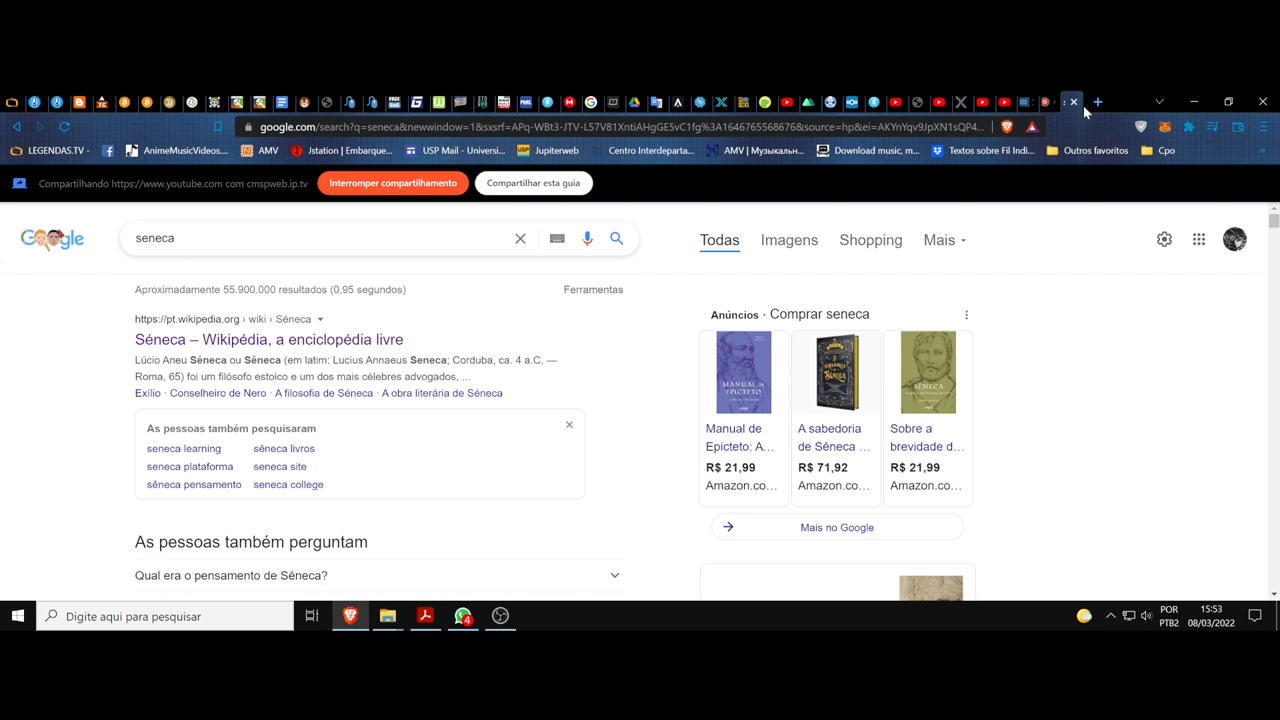 google.com/search?q=seneca&newwindow=1&sxsrf=APq-WBt3-JTV-L57V81XntiAHgGE5vC1fg%3A1646765568676&source=hp&ei=AKYnYqv9JpXN1sQP4...
LEGENDAS.TV - AnimeMusicVideos... AMV Jstation | Embarque... USP Mail - Universi... Jupiterweb Centro Interdeparta... AMV | Музыкальн... Download music, m... Textos sobre Fil Indi... Outros favoritos Cpo
Compartilhando https://www.youtube.com com cmspweb.ip.tv Interromper compartilhamento Compartilhar esta guia
Google seneca Todas Imagens Shopping Mais
Aproximadamente 55.900.000 resultados (0,95 segundos) Ferramentas
https://pt.wikipedia.org › wiki › Séneca
Séneca – Wikipédia, a enciclopédia livre
Lúcio Aneu Séneca ou Sêneca (em latim: Lucius Annaeus Seneca; Corduba, ca. 4 a.C. —
Roma, 65) foi um filósofo estoico e um dos mais célebres advogados, ...
Exílio · Conselheiro de Nero · A filosofia de Séneca · A obra literária de Séneca
As pessoas também pesquisaram
seneca learning sêneca livros
seneca plataforma seneca site
sêneca pensamento seneca college
As pessoas também perguntam
Qual era o pensamento de Sêneca?
Anúncios · Comprar seneca
MANUAL DE EPICTETO
SÊNECA
Manual de A sabedoria Sobre a
Epicteto: A... de Sêneca ... brevidade d...
R$ 21,99 R$ 71,92 R$ 21,99
Amazon.co... Amazon.co... Amazon.co...
Mais no Google
Digite aqui para pesquisar
4
POR 15:53
PTB2 08/03/2022